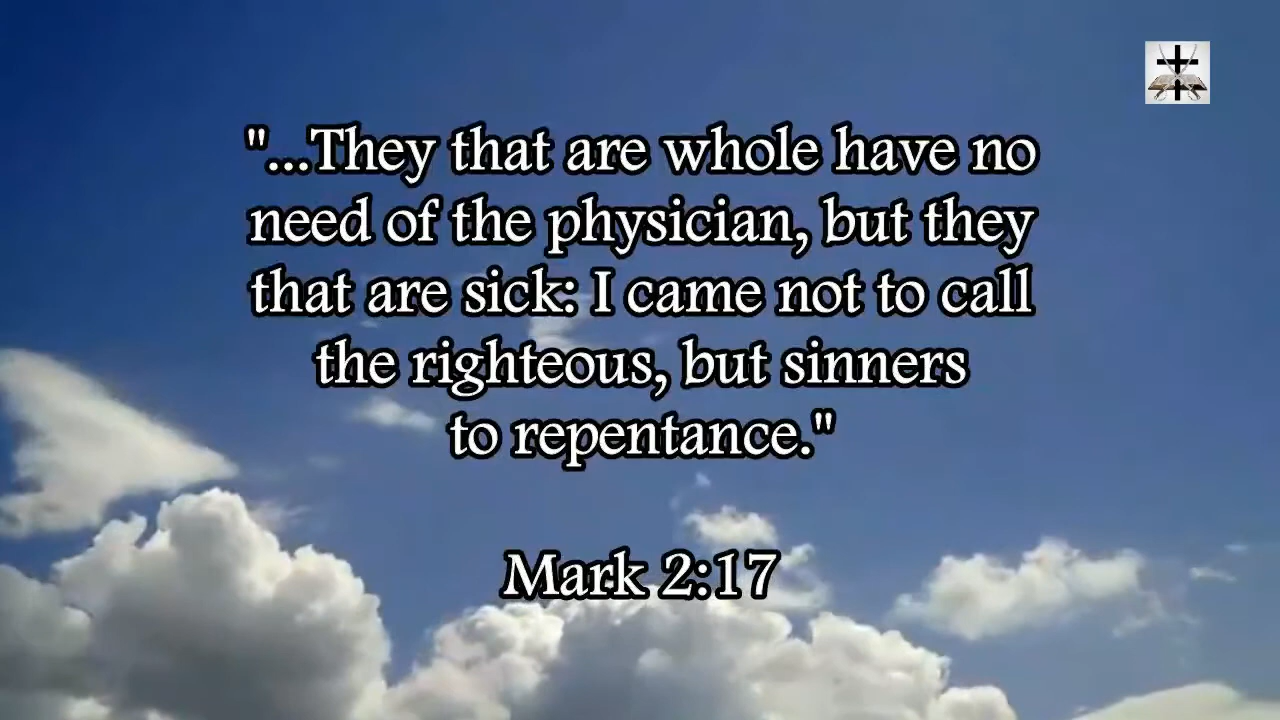 "...They that are whole have no
need of the physician, but they
that are sick: I came not to call
the righteous, but sinners
to repentance."
Mark 2:17